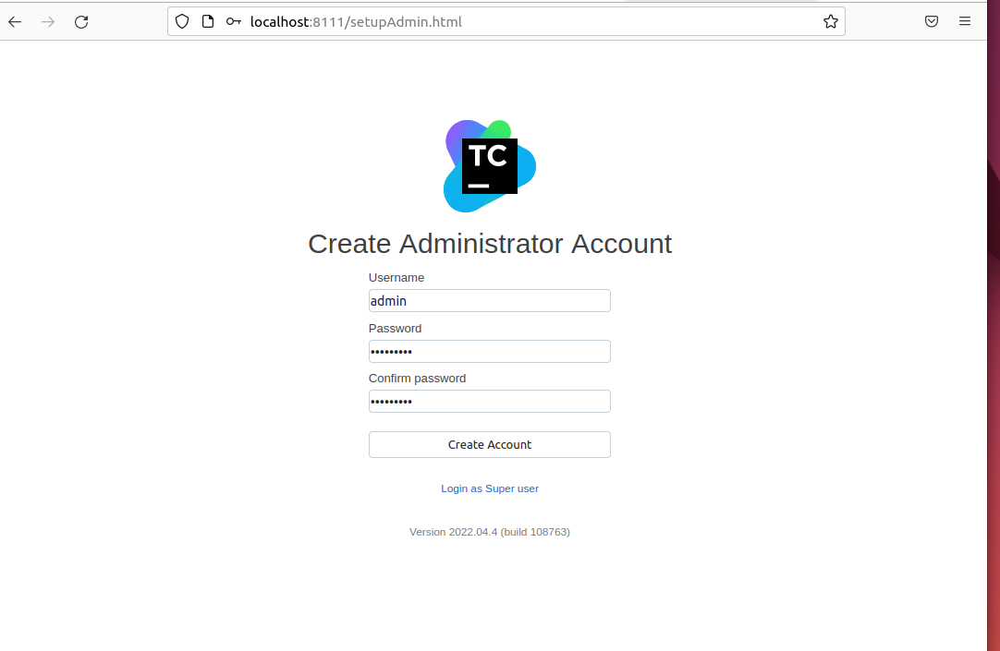 localhost:8111/setupAdmin.html
TC
Create Administrator Account
Username
admin
Password
•••••••••
Confirm password
•••••••••
Create Account
Login as Super user
Version 2022.04.4 (build 108763)